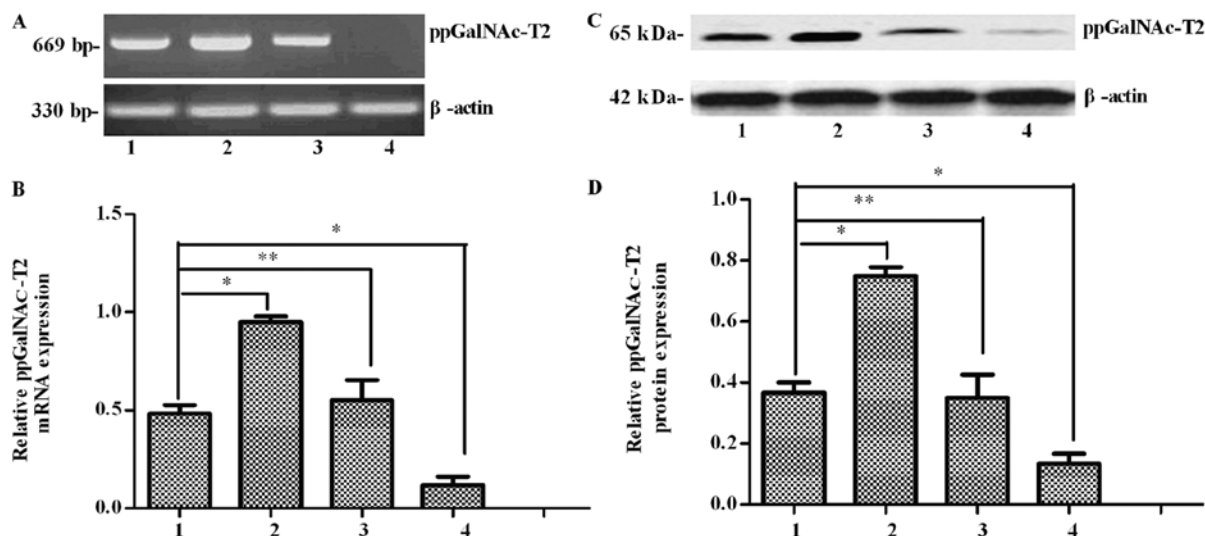 A
669 bp-
ppGalNAc-T2
330 bp-
β -actin
1 2 3 4
B
Relative ppGalNAc-T2
mRNA expression
1.5
1.0
0.5
0.0
*
**
*
1 2 3 4
C
65 kDa-
ppGalNAc-T2
42 kDa-
β -actin
1 2 3 4
D
Relative ppGalNAc-T2
protein expression
1.0
0.8
0.6
0.4
0.2
0.0
*
**
*
1 2 3 4